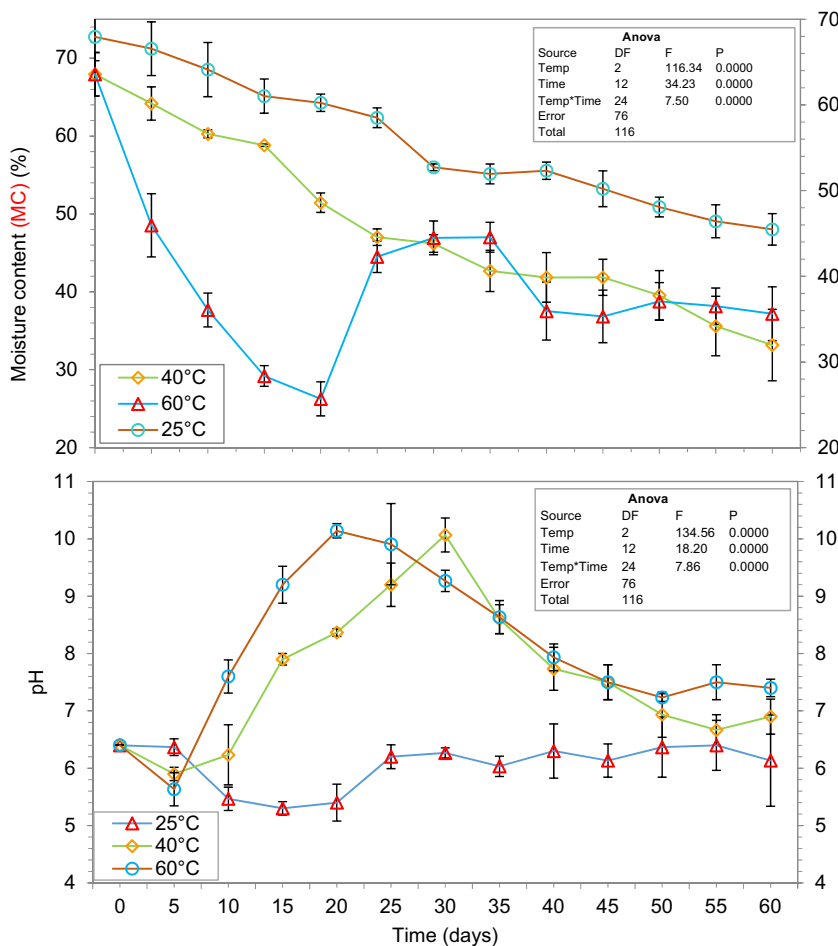 Moisture content (MC) (%)
70
60
50
40
30
20
70
60
50
40
30
20
Anova
Source DF F P
Temp 2 116.34 0.0000
Time 12 34.23 0.0000
Temp*Time 24 7.50 0.0000
Error 76
Total 116
40°C
60°C
25°C
pH
11
10
9
8
7
6
5
4
11
10
9
8
7
6
5
4
Anova
Source DF F P
Temp 2 134.56 0.0000
Time 12 18.20 0.0000
Temp*Time 24 7.86 0.0000
Error 76
Total 116
25°C
40°C
60°C
0 5 10 15 20 25 30 35 40 45 50 55 60
Time (days)